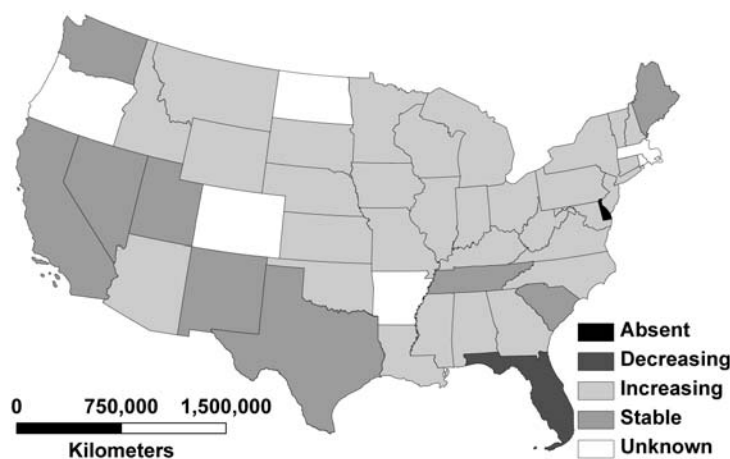 Absent
Decreasing
Increasing
Stable
Unknown
0 750,000 1,500,000
Kilometers